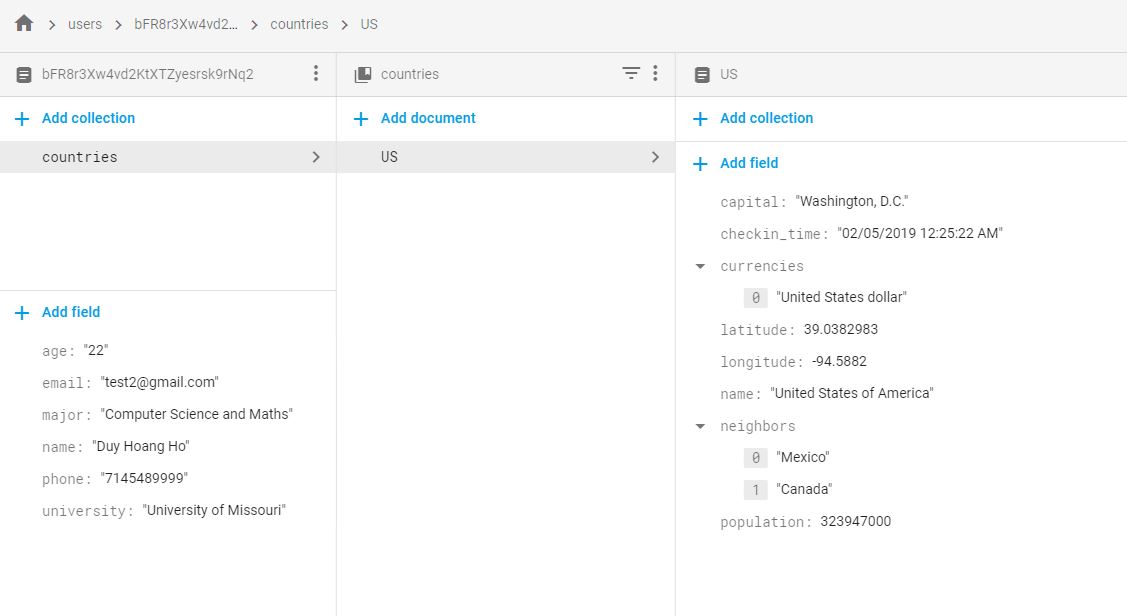 users
bFR8r3Xw4vd2...
countries
US
bFR8r3Xw4vd2KtXTZyesrsk9rNq2
Add collection
countries
Add field
age: "22"
email: "test2@gmail.com"
major: "Computer Science and Maths"
name: "Duy Hoang Ho"
phone: "7145489999"
university: "University of Missouri"
countries
Add document
US
US
Add collection
Add field
capital: "Washington, D.C."
checkin_time: "02/05/2019 12:25:22 AM"
currencies
0 "United States dollar"
latitude: 39.0382983
longitude: -94.5882
name: "United States of America"
neighbors
0 "Mexico"
1 "Canada"
population: 323947000